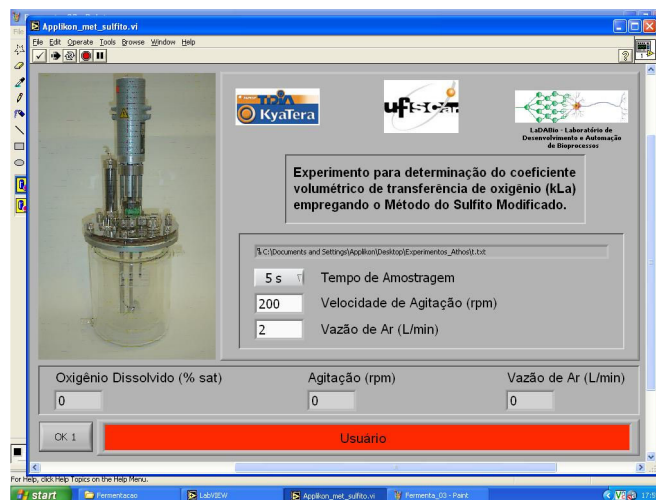 Applikon_met_sulfito.vi
File Edit Operate Tools Browse Window Help
TIDIA
KyaTera
ufscar
LaDABio - Laboratório de
Desenvolvimento e Automação
de Bioprocessos
Experimento para determinação do coeficiente
volumétrico de transferência de oxigênio (kLa)
empregando o Método do Sulfito Modificado.
C:\Documents and Settings\Applikon\Desktop\Experimentos_Athos\t.txt
5 s Tempo de Amostragem
200 Velocidade de Agitação (rpm)
2 Vazão de Ar (L/min)
Oxigênio Dissolvido (% sat) Agitação (rpm) Vazão de Ar (L/min)
0 0 0
OK 1 Usuário
For Help, click Help Topics on the Help Menu.
start Fermentacao LabVIEW Applikon_met_sulfito.vi Fermenta_03 - Paint